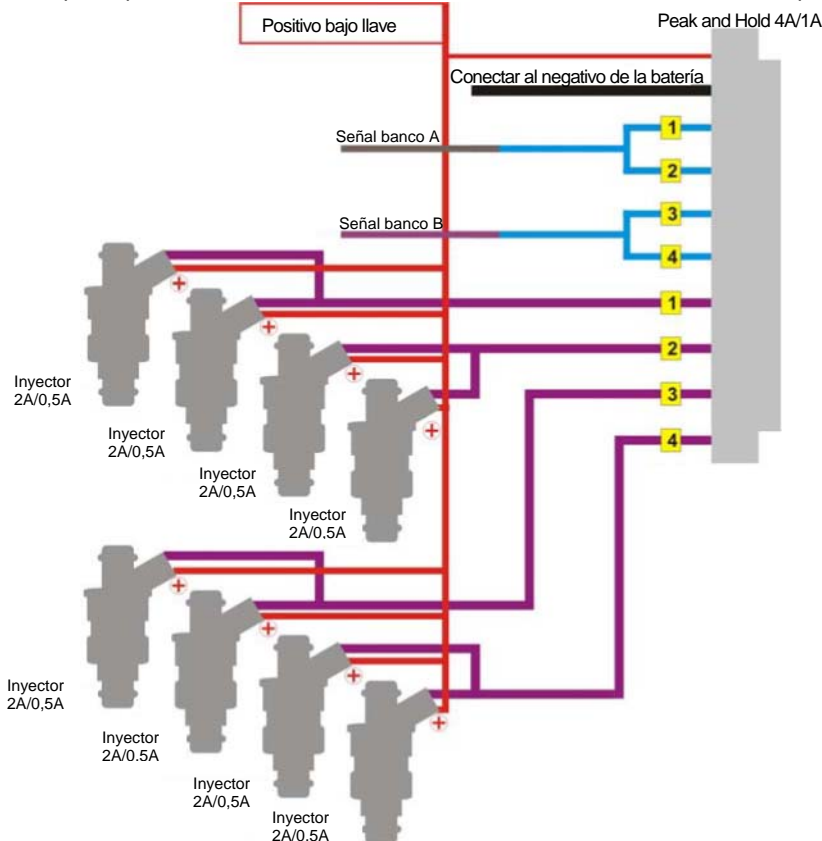 Positivo bajo llave
Peak and Hold 4A/1A
Conectar al negativo de la batería
Señal banco A
1
2
Señal banco B
3
4
1
2
3
4
+
+
+
+
Inyector
2A/0,5A
Inyector
2A/0,5A
Inyector
2A/0,5A
Inyector
2A/0,5A
+
+
+
+
Inyector
2A/0,5A
Inyector
2A/0.5A
Inyector
2A/0,5A
Inyector
2A/0,5A